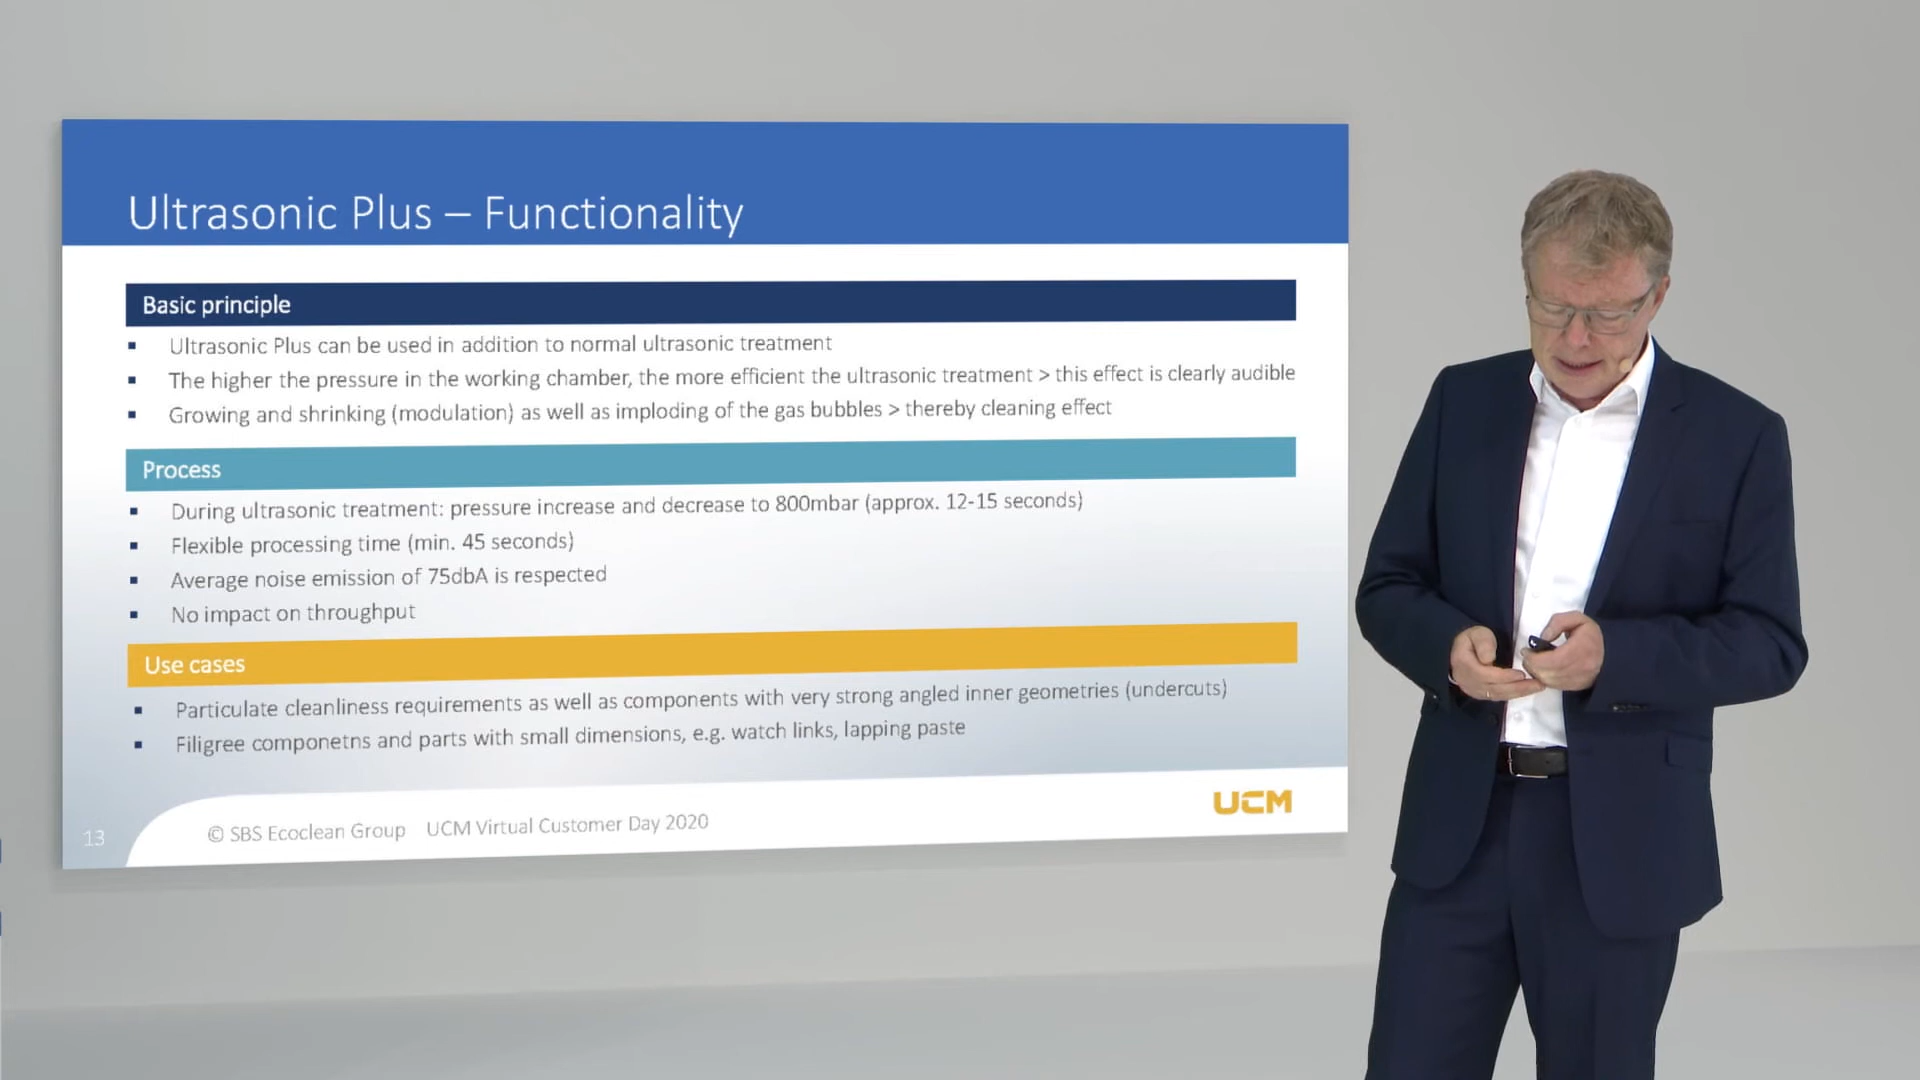 Ultrasonic Plus – Functionality
Basic principle
▪ Ultrasonic Plus can be used in addition to normal ultrasonic treatment
▪ The higher the pressure in the working chamber, the more efficient the ultrasonic treatment > this effect is clearly audible
▪ Growing and shrinking (modulation) as well as imploding of the gas bubbles > thereby cleaning effect
Process
▪ During ultrasonic treatment: pressure increase and decrease to 800mbar (approx. 12-15 seconds)
▪ Flexible processing time (min. 45 seconds)
▪ Average noise emission of 75dbA is respected
▪ No impact on throughput
Use cases
▪ Particulate cleanliness requirements as well as components with very strong angled inner geometries (undercuts)
▪ Filigree componetns and parts with small dimensions, e.g. watch links, lapping paste
13
© SBS Ecoclean Group UCM Virtual Customer Day 2020
UCM